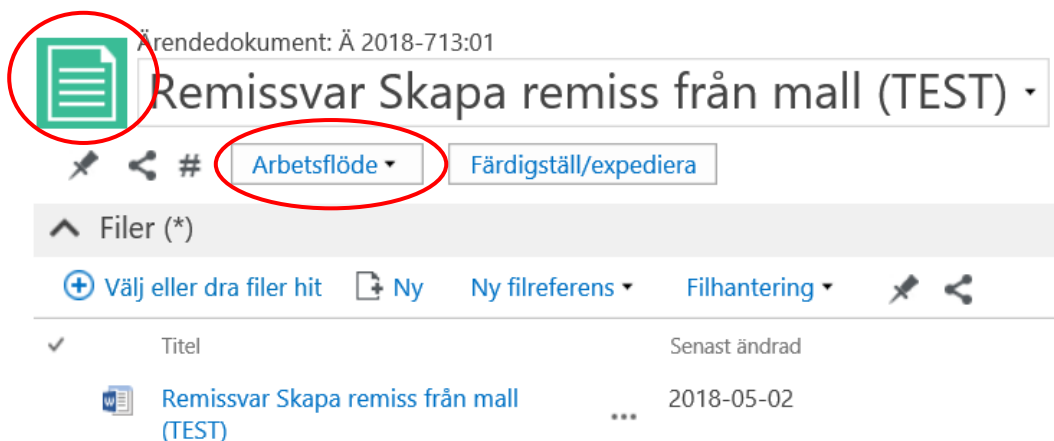 Ärendedokument: Ä 2018-713:01
Remissvar Skapa remiss från mall (TEST)
# Arbetsflöde Färdigställ/expediera
Filer (*)
Välj eller dra filer hit Ny Ny filreferens Filhantering
Titel Senast ändrad
Remissvar Skapa remiss från mall ... 2018-05-02
(TEST)